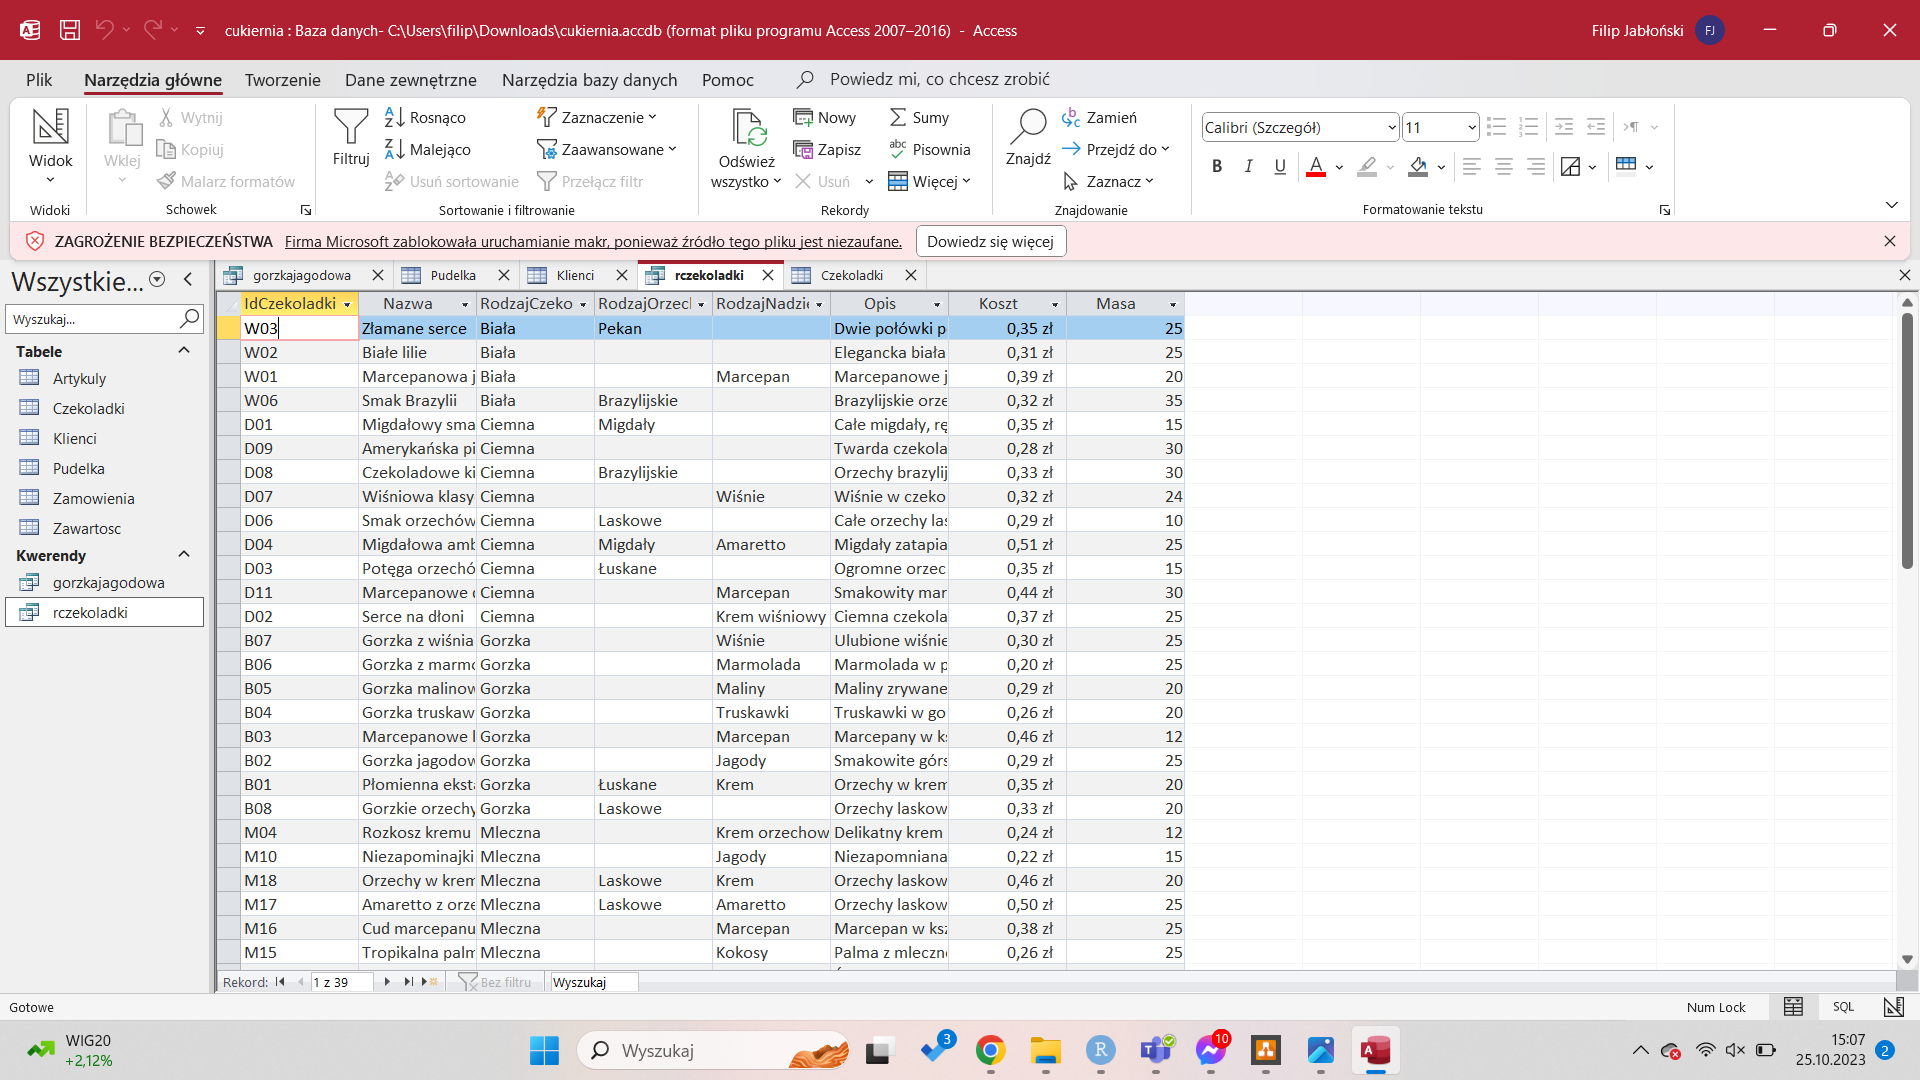 cukiernia : Baza danych- C:\Users\filip\Downloads\cukiernia.accdb (format pliku programu Access 2007–2016) - Access
Filip Jabłoński FJ
Plik Narzędzia główne Tworzenie Dane zewnętrzne Narzędzia bazy danych Pomoc Powiedz mi, co chcesz zrobić
Widok
Widoki
Wklej
Wytnij
Kopiuj
Malarz formatów
Schowek
Filtruj
Rosnąco
Malejąco
Usuń sortowanie
Zaznaczenie
Zaawansowane
Przełącz filtr
Sortowanie i filtrowanie
Odśwież
wszystko
Nowy
Zapisz
Usuń
Sumy
Pisownia
Więcej
Rekordy
Znajdź
Zamień
Przejdź do
Zaznacz
Znajdowanie
Calibri (Szczegół) 11
B I U A
Formatowanie tekstu
ZAGROŻENIE BEZPIECZEŃSTWA Firma Microsoft zablokowała uruchamianie makr, ponieważ źródło tego pliku jest niezaufane. Dowiedz się więcej
Wszystkie...
Wyszukaj...
Tabele
Artykuly
Czekoladki
Klienci
Pudelka
Zamowienia
Zawartosc
Kwerendy
gorzkajagodowa
rczekoladki
gorzkajagodowa Pudelka Klienci rczekoladki Czekoladki
IdCzekoladki Nazwa RodzajCzeko RodzajOrzecl RodzajNadzie Opis Koszt Masa
W03 Złamane serce Biała Pekan Dwie połówki p 0,35 zł 25
W02 Białe lilie Biała Elegancka biała 0,31 zł 25
W01 Marcepanowa j Biała Marcepan Marcepanowe j 0,39 zł 20
W06 Smak Brazylii Biała Brazylijskie Brazylijskie orze 0,32 zł 35
D01 Migdałowy sma Ciemna Migdały Całe migdały, rę 0,35 zł 15
D09 Amerykańska pi Ciemna Twarda czekola 0,28 zł 30
D08 Czekoladowe ki Ciemna Brazylijskie Orzechy brazylij 0,33 zł 30
D07 Wiśniowa klasy Ciemna Wiśnie Wiśnie w czeko 0,32 zł 24
D06 Smak orzechów Ciemna Laskowe Całe orzechy las 0,29 zł 10
D04 Migdałowa amb Ciemna Migdały Amaretto Migdały zatapia 0,51 zł 25
D03 Potęga orzechó Ciemna Łuskane Ogromne orzec 0,35 zł 15
D11 Marcepanowe d Ciemna Marcepan Smakowity mar 0,44 zł 30
D02 Serce na dłoni Ciemna Krem wiśniowy Ciemna czekola 0,37 zł 25
B07 Gorzka z wiśnia Gorzka Wiśnie Ulubione wiśnie 0,30 zł 25
B06 Gorzka z marmo Gorzka Marmolada Marmolada w p 0,20 zł 25
B05 Gorzka malinow Gorzka Maliny Maliny zrywane 0,29 zł 20
B04 Gorzka truskaw Gorzka Truskawki Truskawki w go 0,26 zł 20
B03 Marcepanowe l Gorzka Marcepan Marcepany w ks 0,46 zł 12
B02 Gorzka jagodow Gorzka Jagody Smakowite górs 0,29 zł 25
B01 Płomienna eksta Gorzka Łuskane Krem Orzechy w krem 0,35 zł 20
B08 Gorzkie orzechy Gorzka Laskowe Orzechy laskow 0,33 zł 20
M04 Rozkosz kremu Mleczna Krem orzechow Delikatny krem 0,24 zł 12
M10 Niezapominajki Mleczna Jagody Niezapomniana 0,22 zł 15
M18 Orzechy w krem Mleczna Laskowe Krem Orzechy laskow 0,46 zł 20
M17 Amaretto z orze Mleczna Laskowe Amaretto Orzechy laskow 0,50 zł 25
M16 Cud marcepanu Mleczna Marcepan Marcepan w ksz 0,38 zł 25
M15 Tropikalna palm Mleczna Kokosy Palma z mleczn 0,26 zł 25
Rekord: 1 z 39 Bez filtru Wyszukaj
Gotowe Num Lock SQL
WIG20
+2,12%
Wyszukaj
3
10
15:07
25.10.2023
2